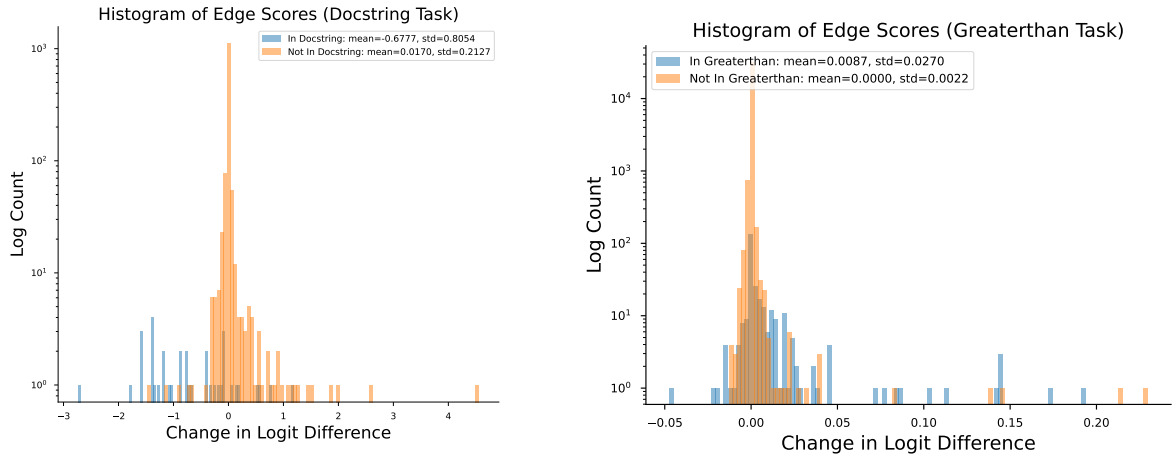 Histogram of Edge Scores (Docstring Task)
In Docstring: mean=-0.6777, std=0.8054
Not In Docstring: mean=0.0170, std=0.2127
Log Count
10³
10²
10¹
10⁰
−3 −2 −1 0 1 2 3 4
Change in Logit Difference
Histogram of Edge Scores (Greaterthan Task)
In Greaterthan: mean=0.0087, std=0.0270
Not In Greaterthan: mean=0.0000, std=0.0022
Log Count
10⁴
10³
10²
10¹
10⁰
−0.05 0.00 0.05 0.10 0.15 0.20
Change in Logit Difference